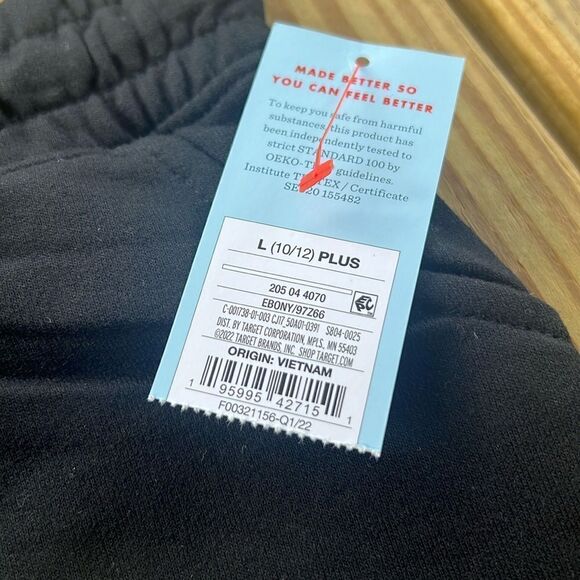 MADE BETTER SO
YOU CAN FEEL BETTER
To keep you safe from harmful
substances, this product has
been independently tested to
strict STANDARD 100 by
OEKO-TEX guidelines.
Institute TESTEX / Certificate
SE 20 155482
L (10/12) PLUS
205 04 4070
EBONY/97Z66
C-001738-01-003 CJ17_50A01-0391 S804-0025
DIST. BY TARGET CORPORATION, MPLS, MN 55403
©2022 TARGET BRANDS, INC. SHOP TARGET.COM
ORIGIN: VIETNAM
1 95995 42715 1
F00321156-Q1/22